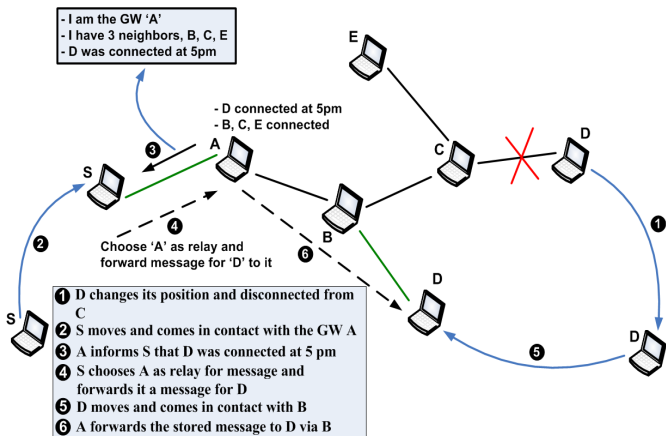 - I am the GW ‘A’
- I have 3 neighbors, B, C, E
- D was connected at 5pm
E
- D connected at 5pm
- B, C, E connected
A
C
D
3
S
4
Choose ‘A’ as relay and
forward message for ‘D’ to it
B
6
1
2
D
S
D
5
1 D changes its position and disconnected from
C
2 S moves and comes in contact with the GW A
3 A informs S that D was connected at 5 pm
4 S chooses A as relay for message and
forwards it a message for D
5 D moves and comes in contact with B
6 A forwards the stored message to D via B